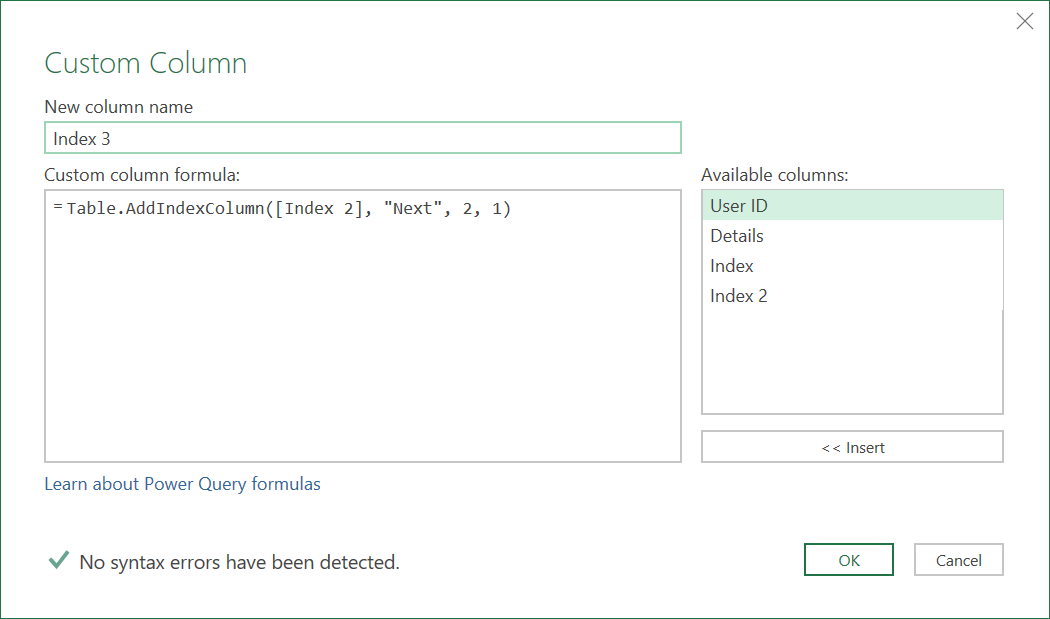 Custom Column
New column name
Index 3
Custom column formula:
= Table.AddIndexColumn([Index 2], "Next", 2, 1)
Available columns:
User ID
Details
Index
Index 2
<< Insert
Learn about Power Query formulas
No syntax errors have been detected.
OK
Cancel